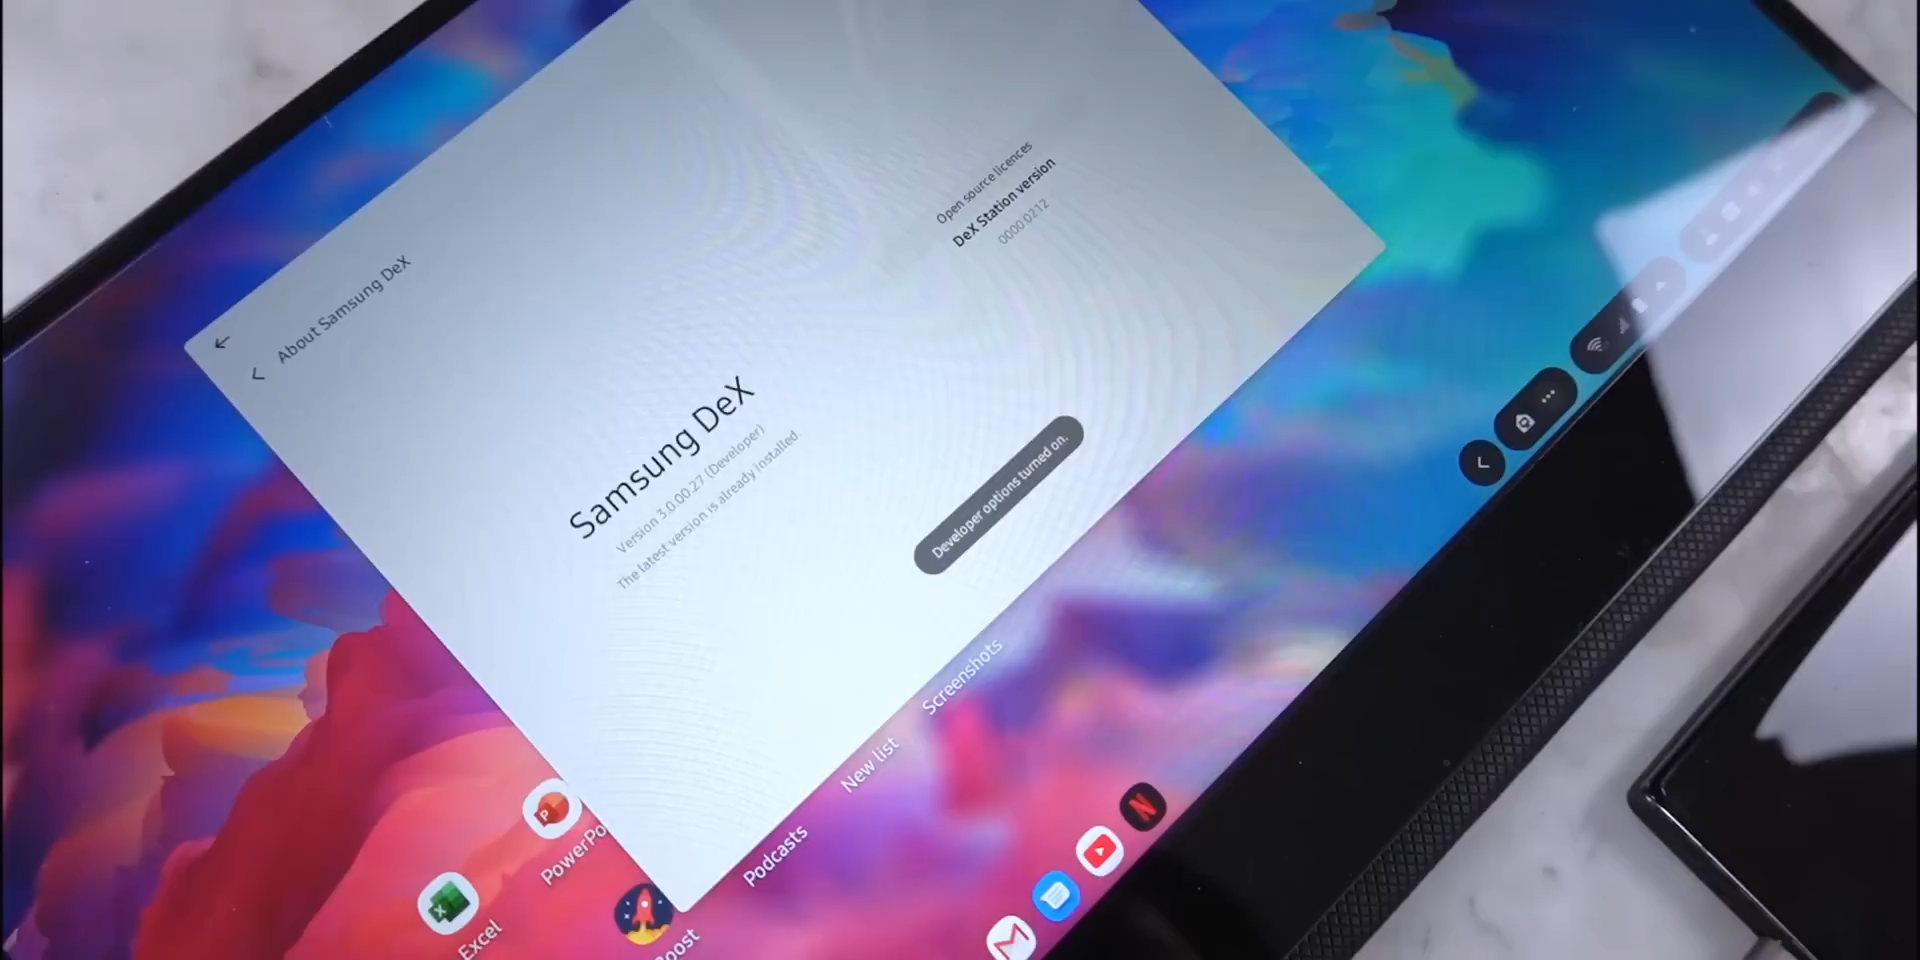 About Samsung DeX
Samsung DeX
Version 3.0.00.27 (Developer)
The latest version is already installed.
Open source licences
DeX Station version
0000 0212
Developer options turned on.
Screenshots
New list
Podcasts
PowerPo
Excel
oost